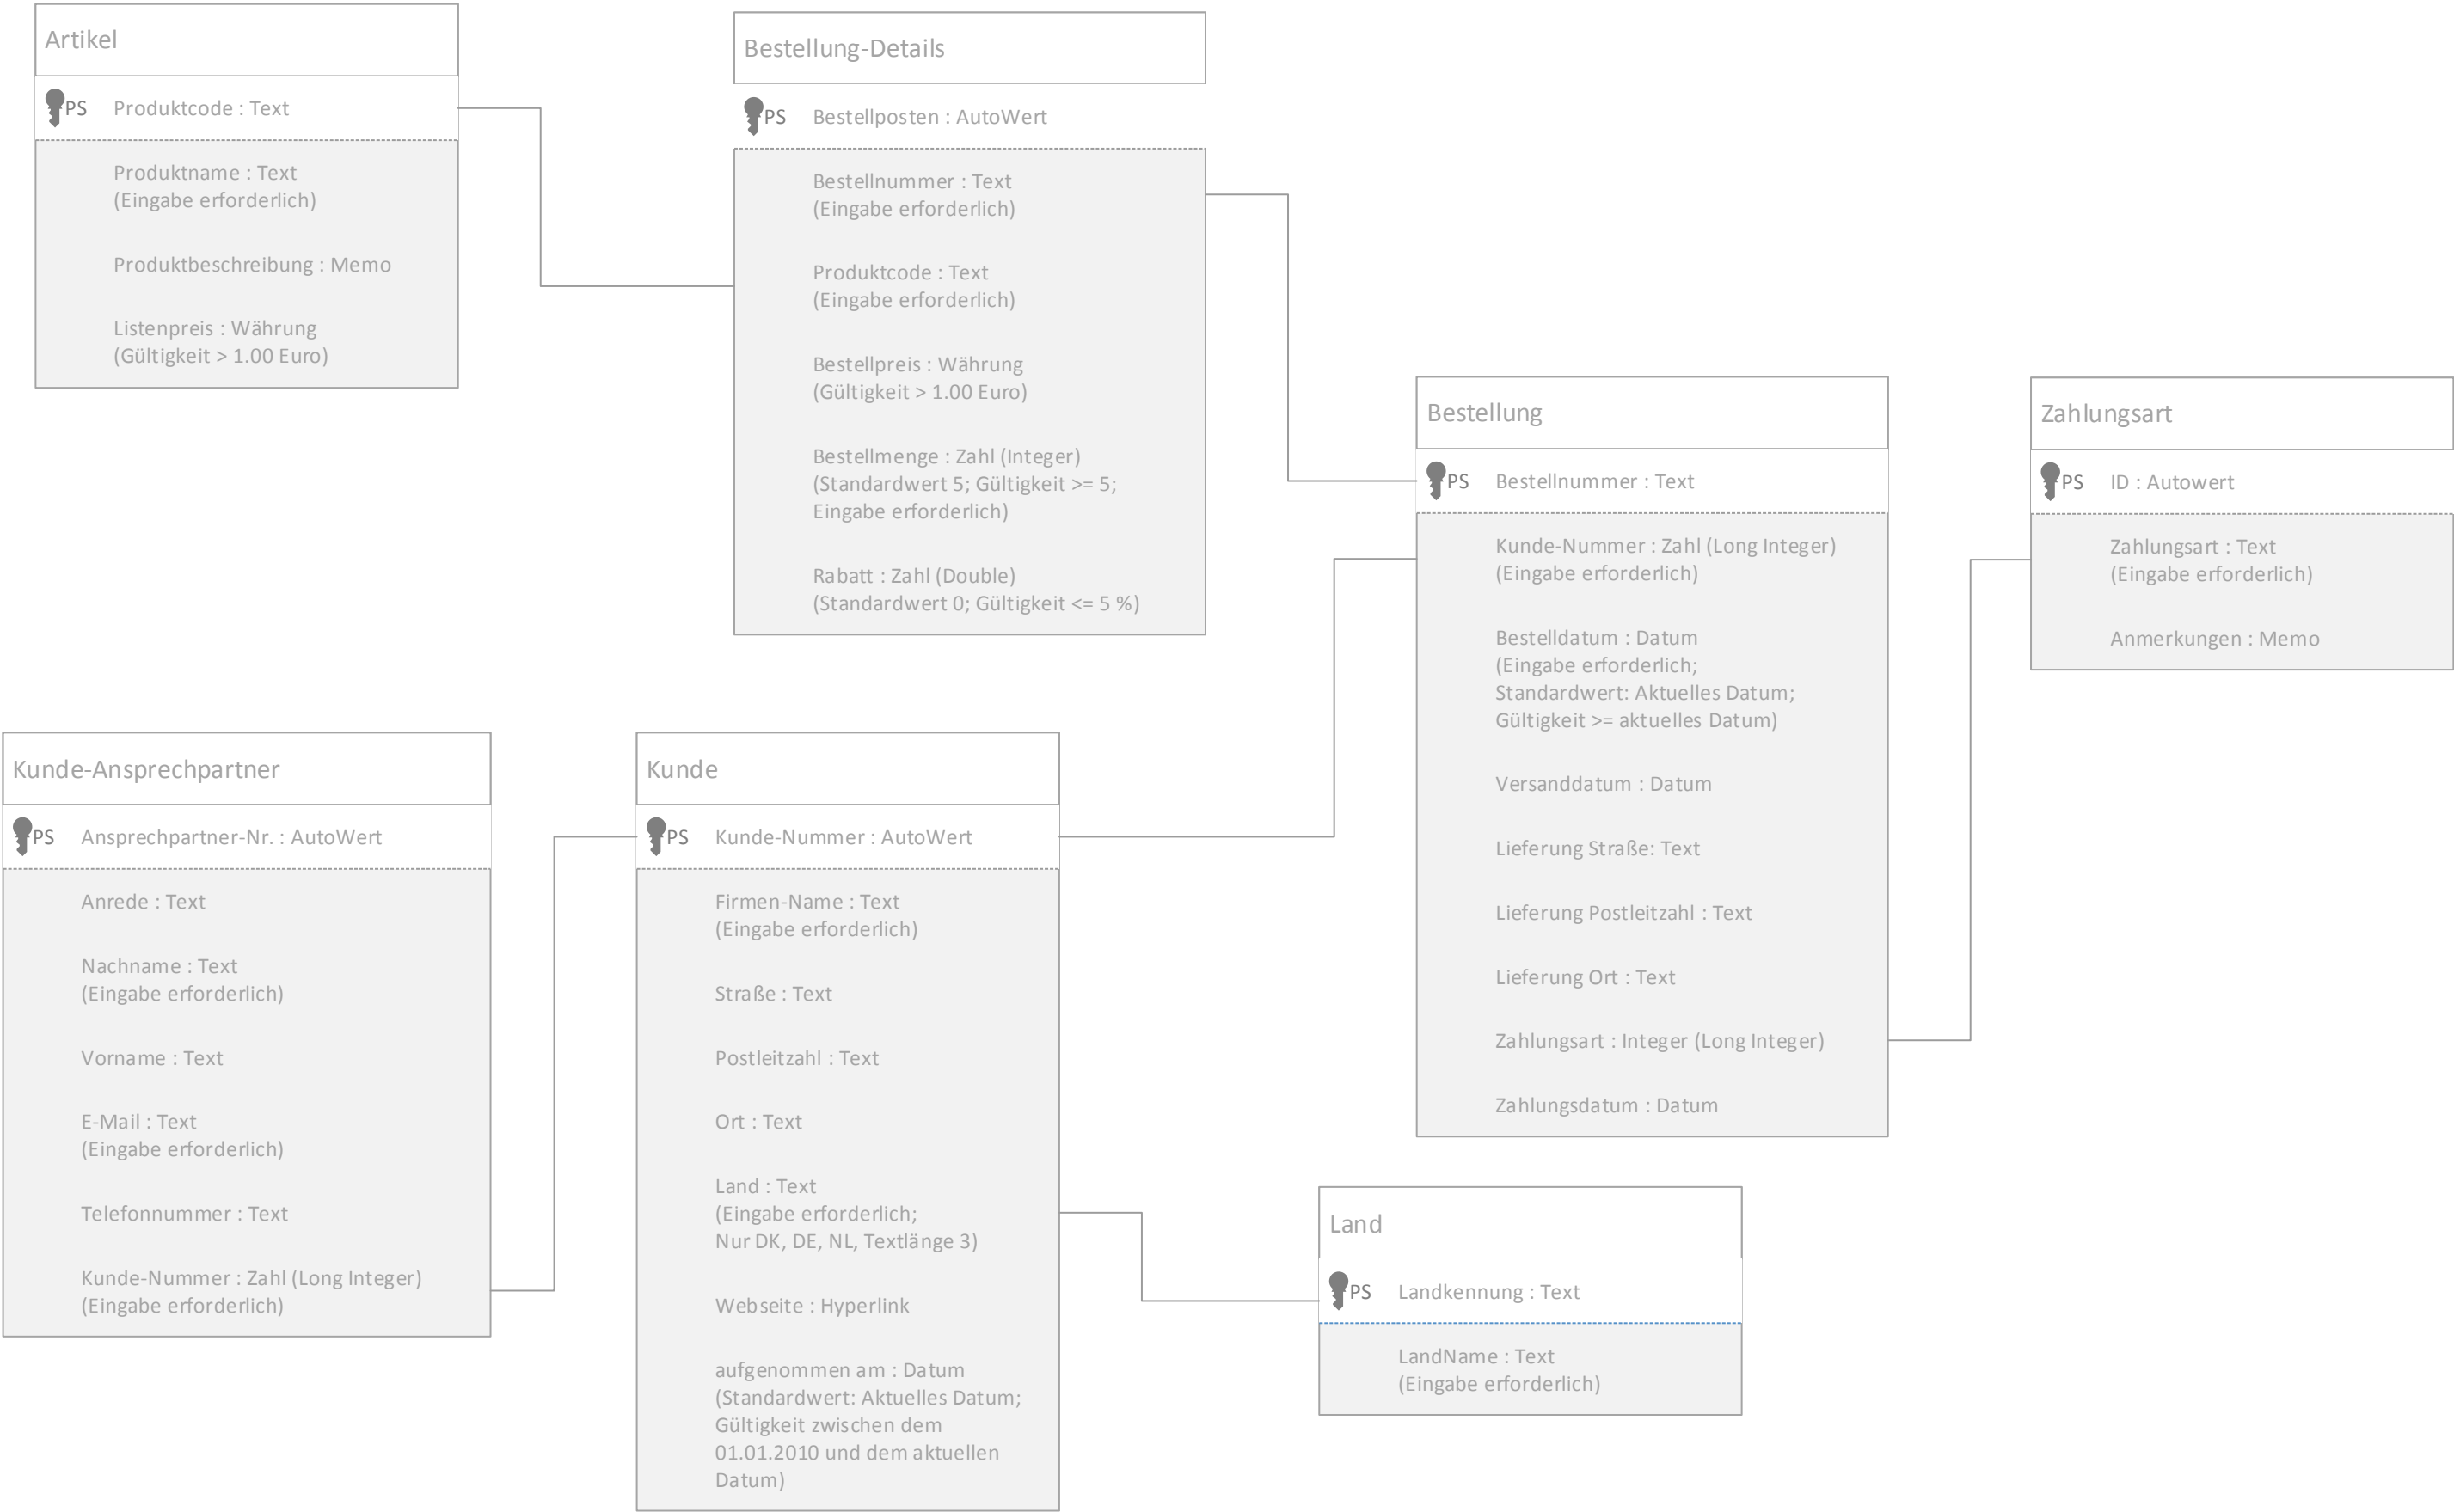 Artikel
PS Produktcode : Text
Produktname : Text
(Eingabe erforderlich)
Produktbeschreibung : Memo
Listenpreis : Währung
(Gültigkeit > 1.00 Euro)
Bestellung-Details
PS Bestellposten : AutoWert
Bestellnummer : Text
(Eingabe erforderlich)
Produktcode : Text
(Eingabe erforderlich)
Bestellpreis : Währung
(Gültigkeit > 1.00 Euro)
Bestellmenge : Zahl (Integer)
(Standardwert 5; Gültigkeit >= 5;
Eingabe erforderlich)
Rabatt : Zahl (Double)
(Standardwert 0; Gültigkeit <= 5 %)
Bestellung
PS Bestellnummer : Text
Kunde-Nummer : Zahl (Long Integer)
(Eingabe erforderlich)
Bestelldatum : Datum
(Eingabe erforderlich;
Standardwert: Aktuelles Datum;
Gültigkeit >= aktuelles Datum)
Versanddatum : Datum
Lieferung Straße: Text
Lieferung Postleitzahl : Text
Lieferung Ort : Text
Zahlungsart : Integer (Long Integer)
Zahlungsdatum : Datum
Zahlungsart
PS ID : Autowert
Zahlungsart : Text
(Eingabe erforderlich)
Anmerkungen : Memo
Kunde-Ansprechpartner
PS Ansprechpartner-Nr. : AutoWert
Anrede : Text
Nachname : Text
(Eingabe erforderlich)
Vorname : Text
E-Mail : Text
(Eingabe erforderlich)
Telefonnummer : Text
Kunde-Nummer : Zahl (Long Integer)
(Eingabe erforderlich)
Kunde
PS Kunde-Nummer : AutoWert
Firmen-Name : Text
(Eingabe erforderlich)
Straße : Text
Postleitzahl : Text
Ort : Text
Land : Text
(Eingabe erforderlich;
Nur DK, DE, NL, Textlänge 3)
Webseite : Hyperlink
aufgenommen am : Datum
(Standardwert: Aktuelles Datum;
Gültigkeit zwischen dem
01.01.2010 und dem aktuellen
Datum)
Land
PS Landkennung : Text
LandName : Text
(Eingabe erforderlich)